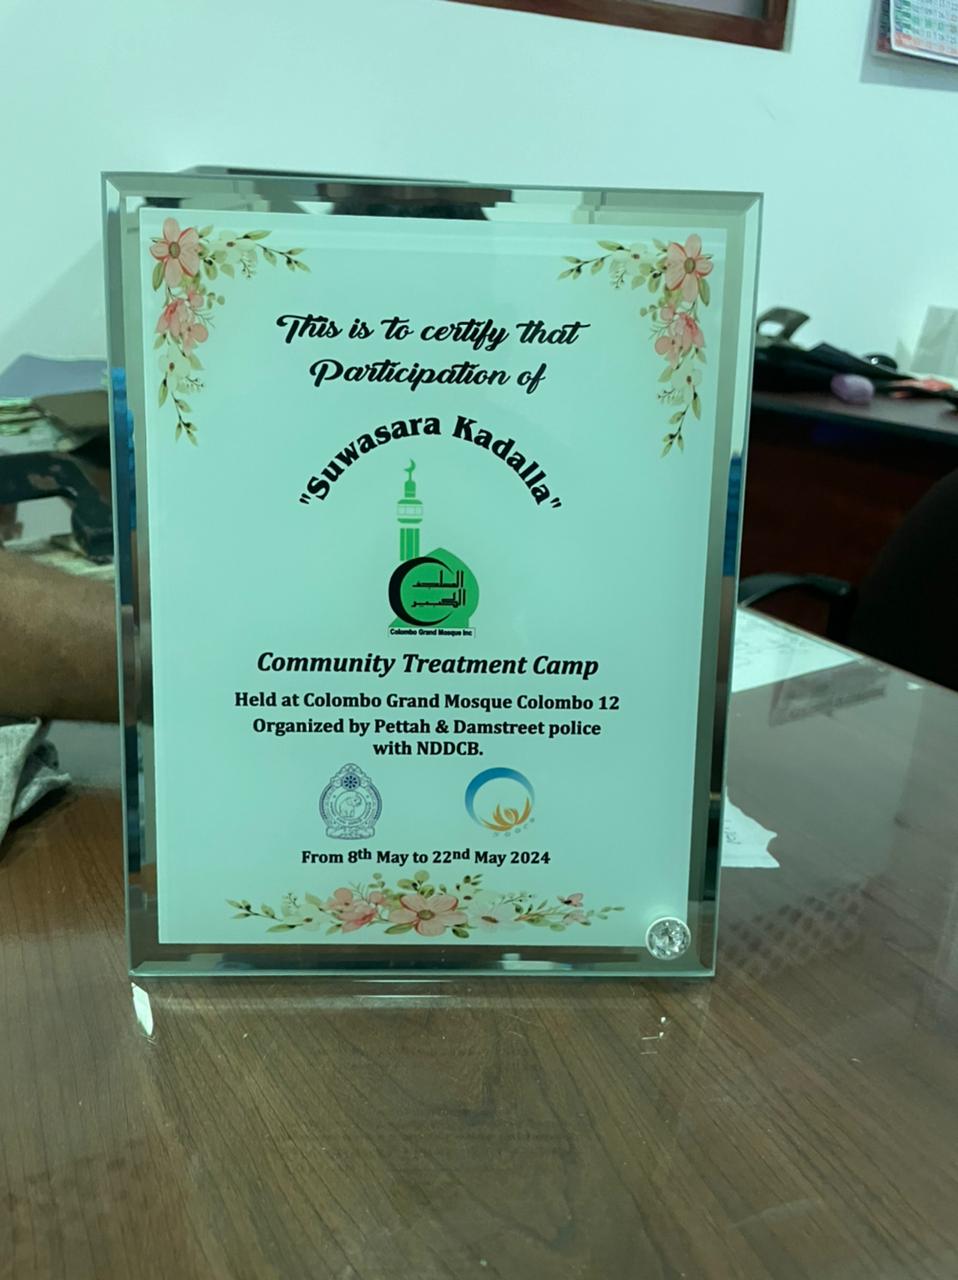 This is to certify that
Participation of
"Suwasara Kadalla"
Colombo Grand Mosque Inc
Community Treatment Camp
Held at Colombo Grand Mosque Colombo 12
Organized by Pettah & Damstreet police
with NDDCB.
NDDCB
From 8th May to 22nd May 2024